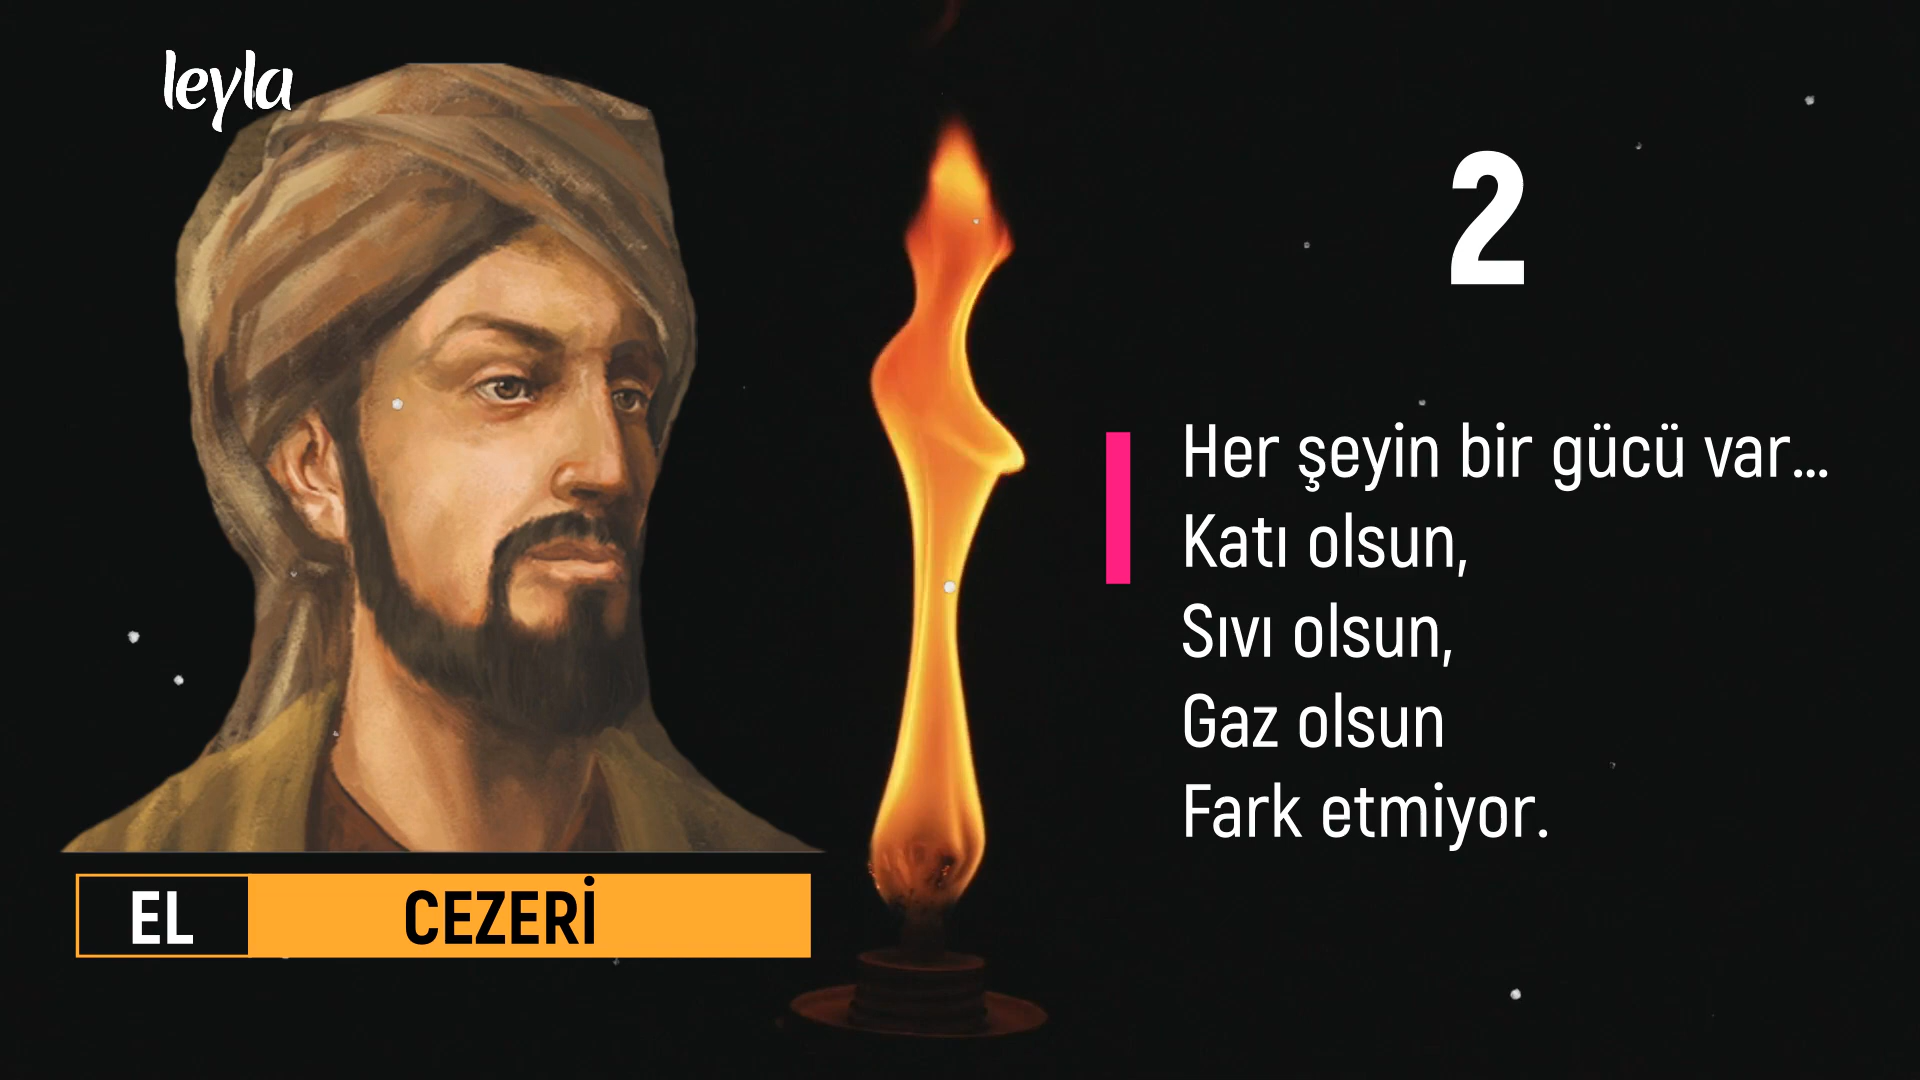 leyla
2
Her şeyin bir gücü var...
Katı olsun,
Sıvı olsun,
Gaz olsun
Fark etmiyor.
EL CEZERİ